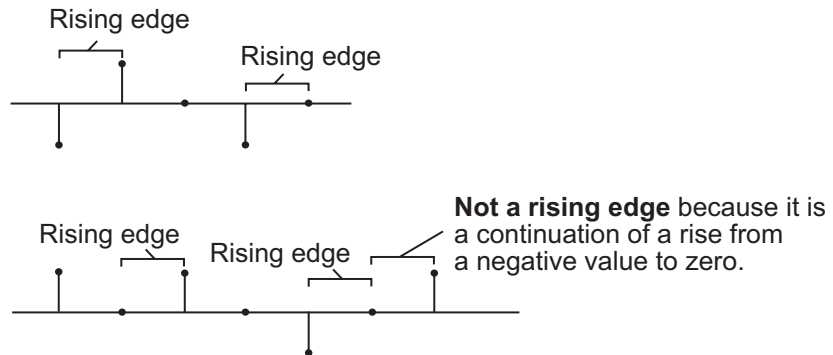 Rising edge
Rising edge
Not a rising edge because it is
a continuation of a rise from
a negative value to zero.
Rising edge
Rising edge